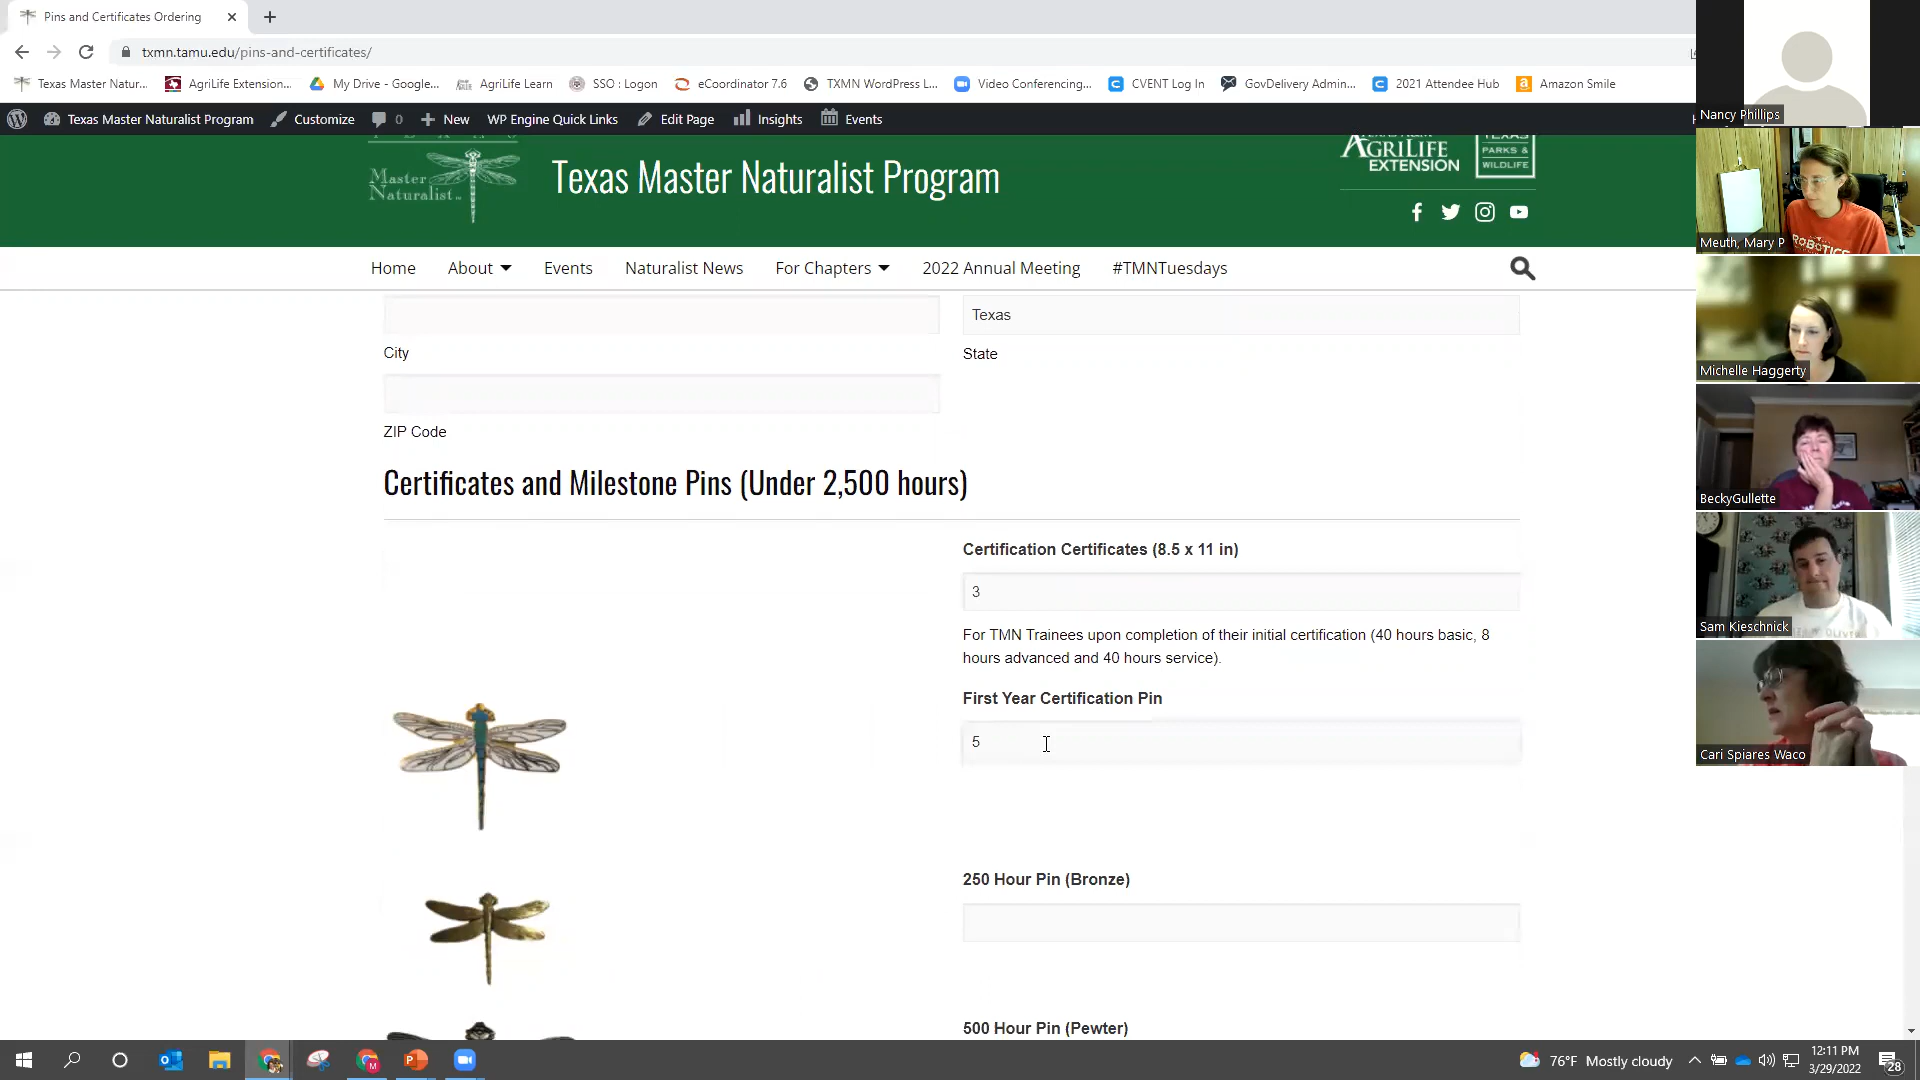 Pins and Certificates Ordering
txmn.tamu.edu/pins-and-certificates/
Texas Master Natur...
AgriLife Extension...
My Drive - Google...
AgriLife Learn
SSO : Logon
eCoordinator 7.6
TXMN WordPress L...
Video Conferencing...
CVENT Log In
GovDelivery Admin...
2021 Attendee Hub
Amazon Smile
Texas Master Naturalist Program
Customize
0
New
WP Engine Quick Links
Edit Page
Insights
Events
Master
Naturalist
Texas Master Naturalist Program
AGRILIFE
EXTENSION
TEXAS
PARKS &
WILDLIFE
Home
About
Events
Naturalist News
For Chapters
2022 Annual Meeting
#TMNTuesdays
Texas
City
State
ZIP Code
Certificates and Milestone Pins (Under 2,500 hours)
Certification Certificates (8.5 x 11 in)
3
For TMN Trainees upon completion of their initial certification (40 hours basic, 8
hours advanced and 40 hours service).
First Year Certification Pin
5
250 Hour Pin (Bronze)
500 Hour Pin (Pewter)
Nancy Phillips
ROBOTICS
Meuth, Mary P
Michelle Haggerty
BeckyGullette
Sam Kieschnick
Cari Spiares Waco
76°F Mostly cloudy
12:11 PM
3/29/2022
28